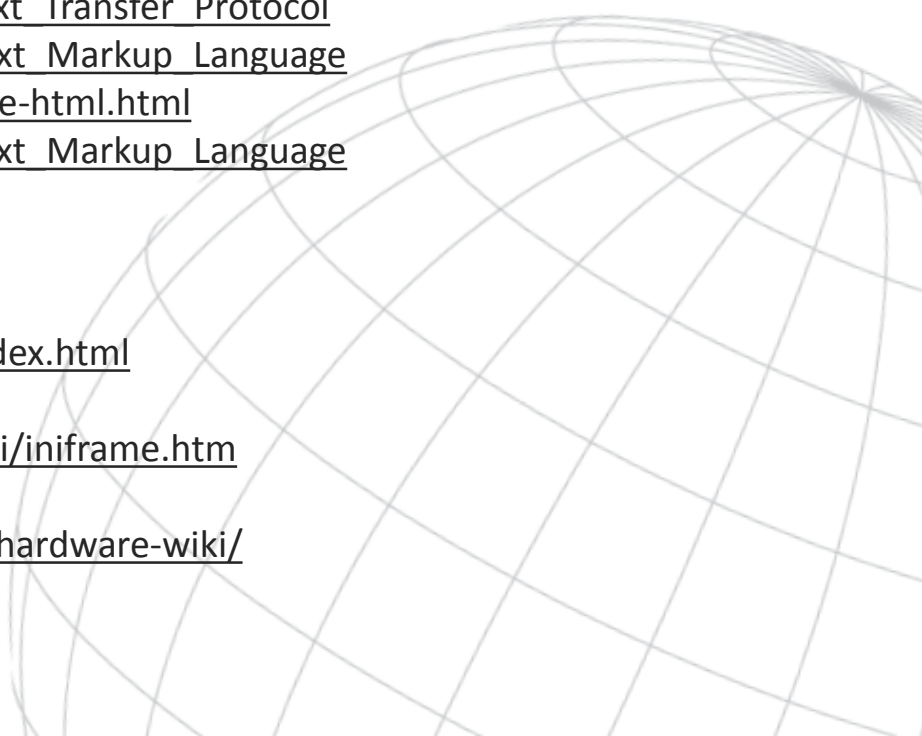 xt_Transfer_Protocol
xt_Markup_Language
e-html.html
xt_Markup_Language
dex.html
i/iniframe.htm
hardware-wiki/